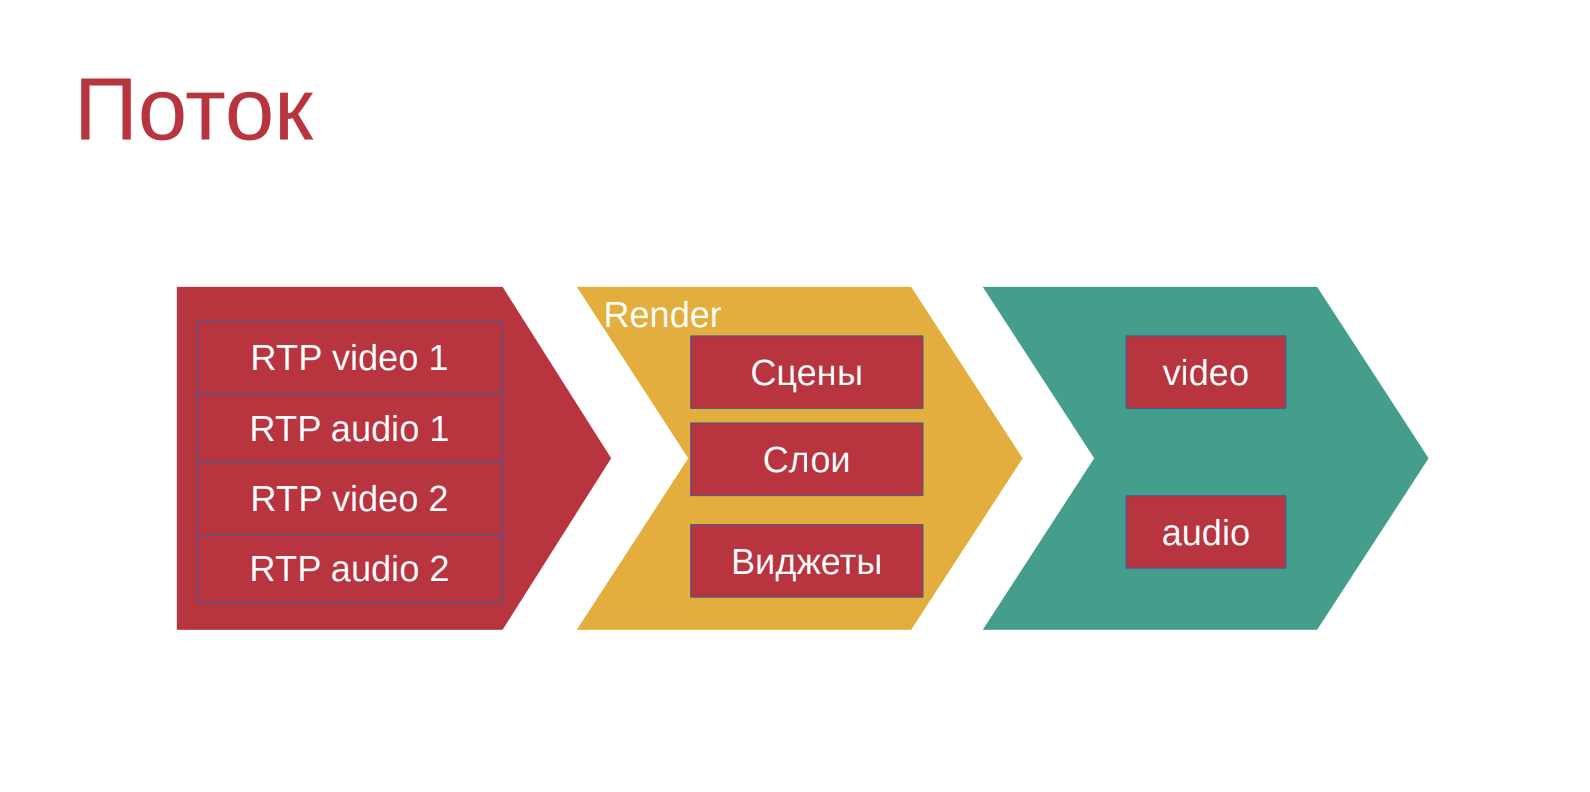 Поток
RTP video 1
RTP audio 1
RTP video 2
RTP audio 2
Render
Сцены
Слои
Виджеты
video
audio